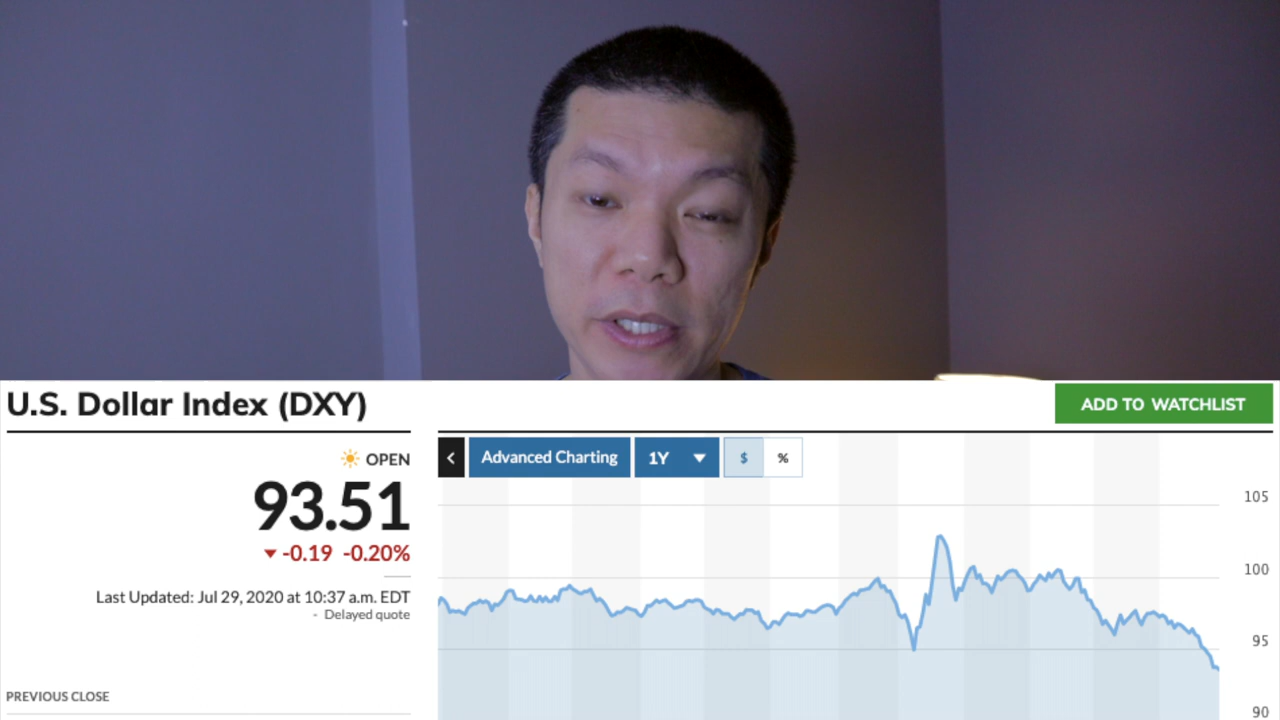 U.S. Dollar Index (DXY)
ADD TO WATCHLIST
OPEN
93.51
-0.19 -0.20%
Last Updated: Jul 29, 2020 at 10:37 a.m. EDT
- Delayed quote
PREVIOUS CLOSE
< Advanced Charting 1Y $ %
105
100
95
90